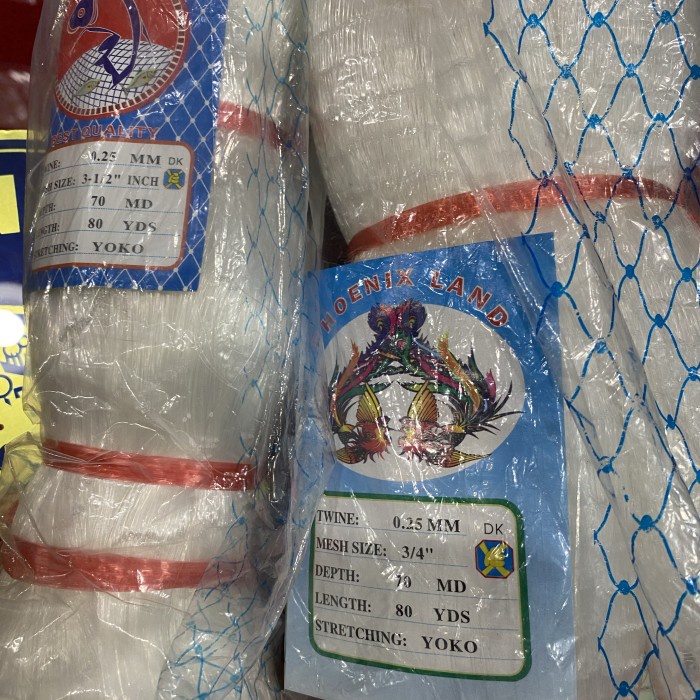 EST QUALITY
INE: 0.25 MM DK
SH SIZE: 3-1/2" INCH
PTH: 70 MD
NGTH: 80 YDS
TRETCHING: YOKO
HOENIX LAND
TWINE: 0.25 MM DK
MESH SIZE: 3/4"
DEPTH: 70 MD
LENGTH: 80 YDS
STRETCHING: YOKO